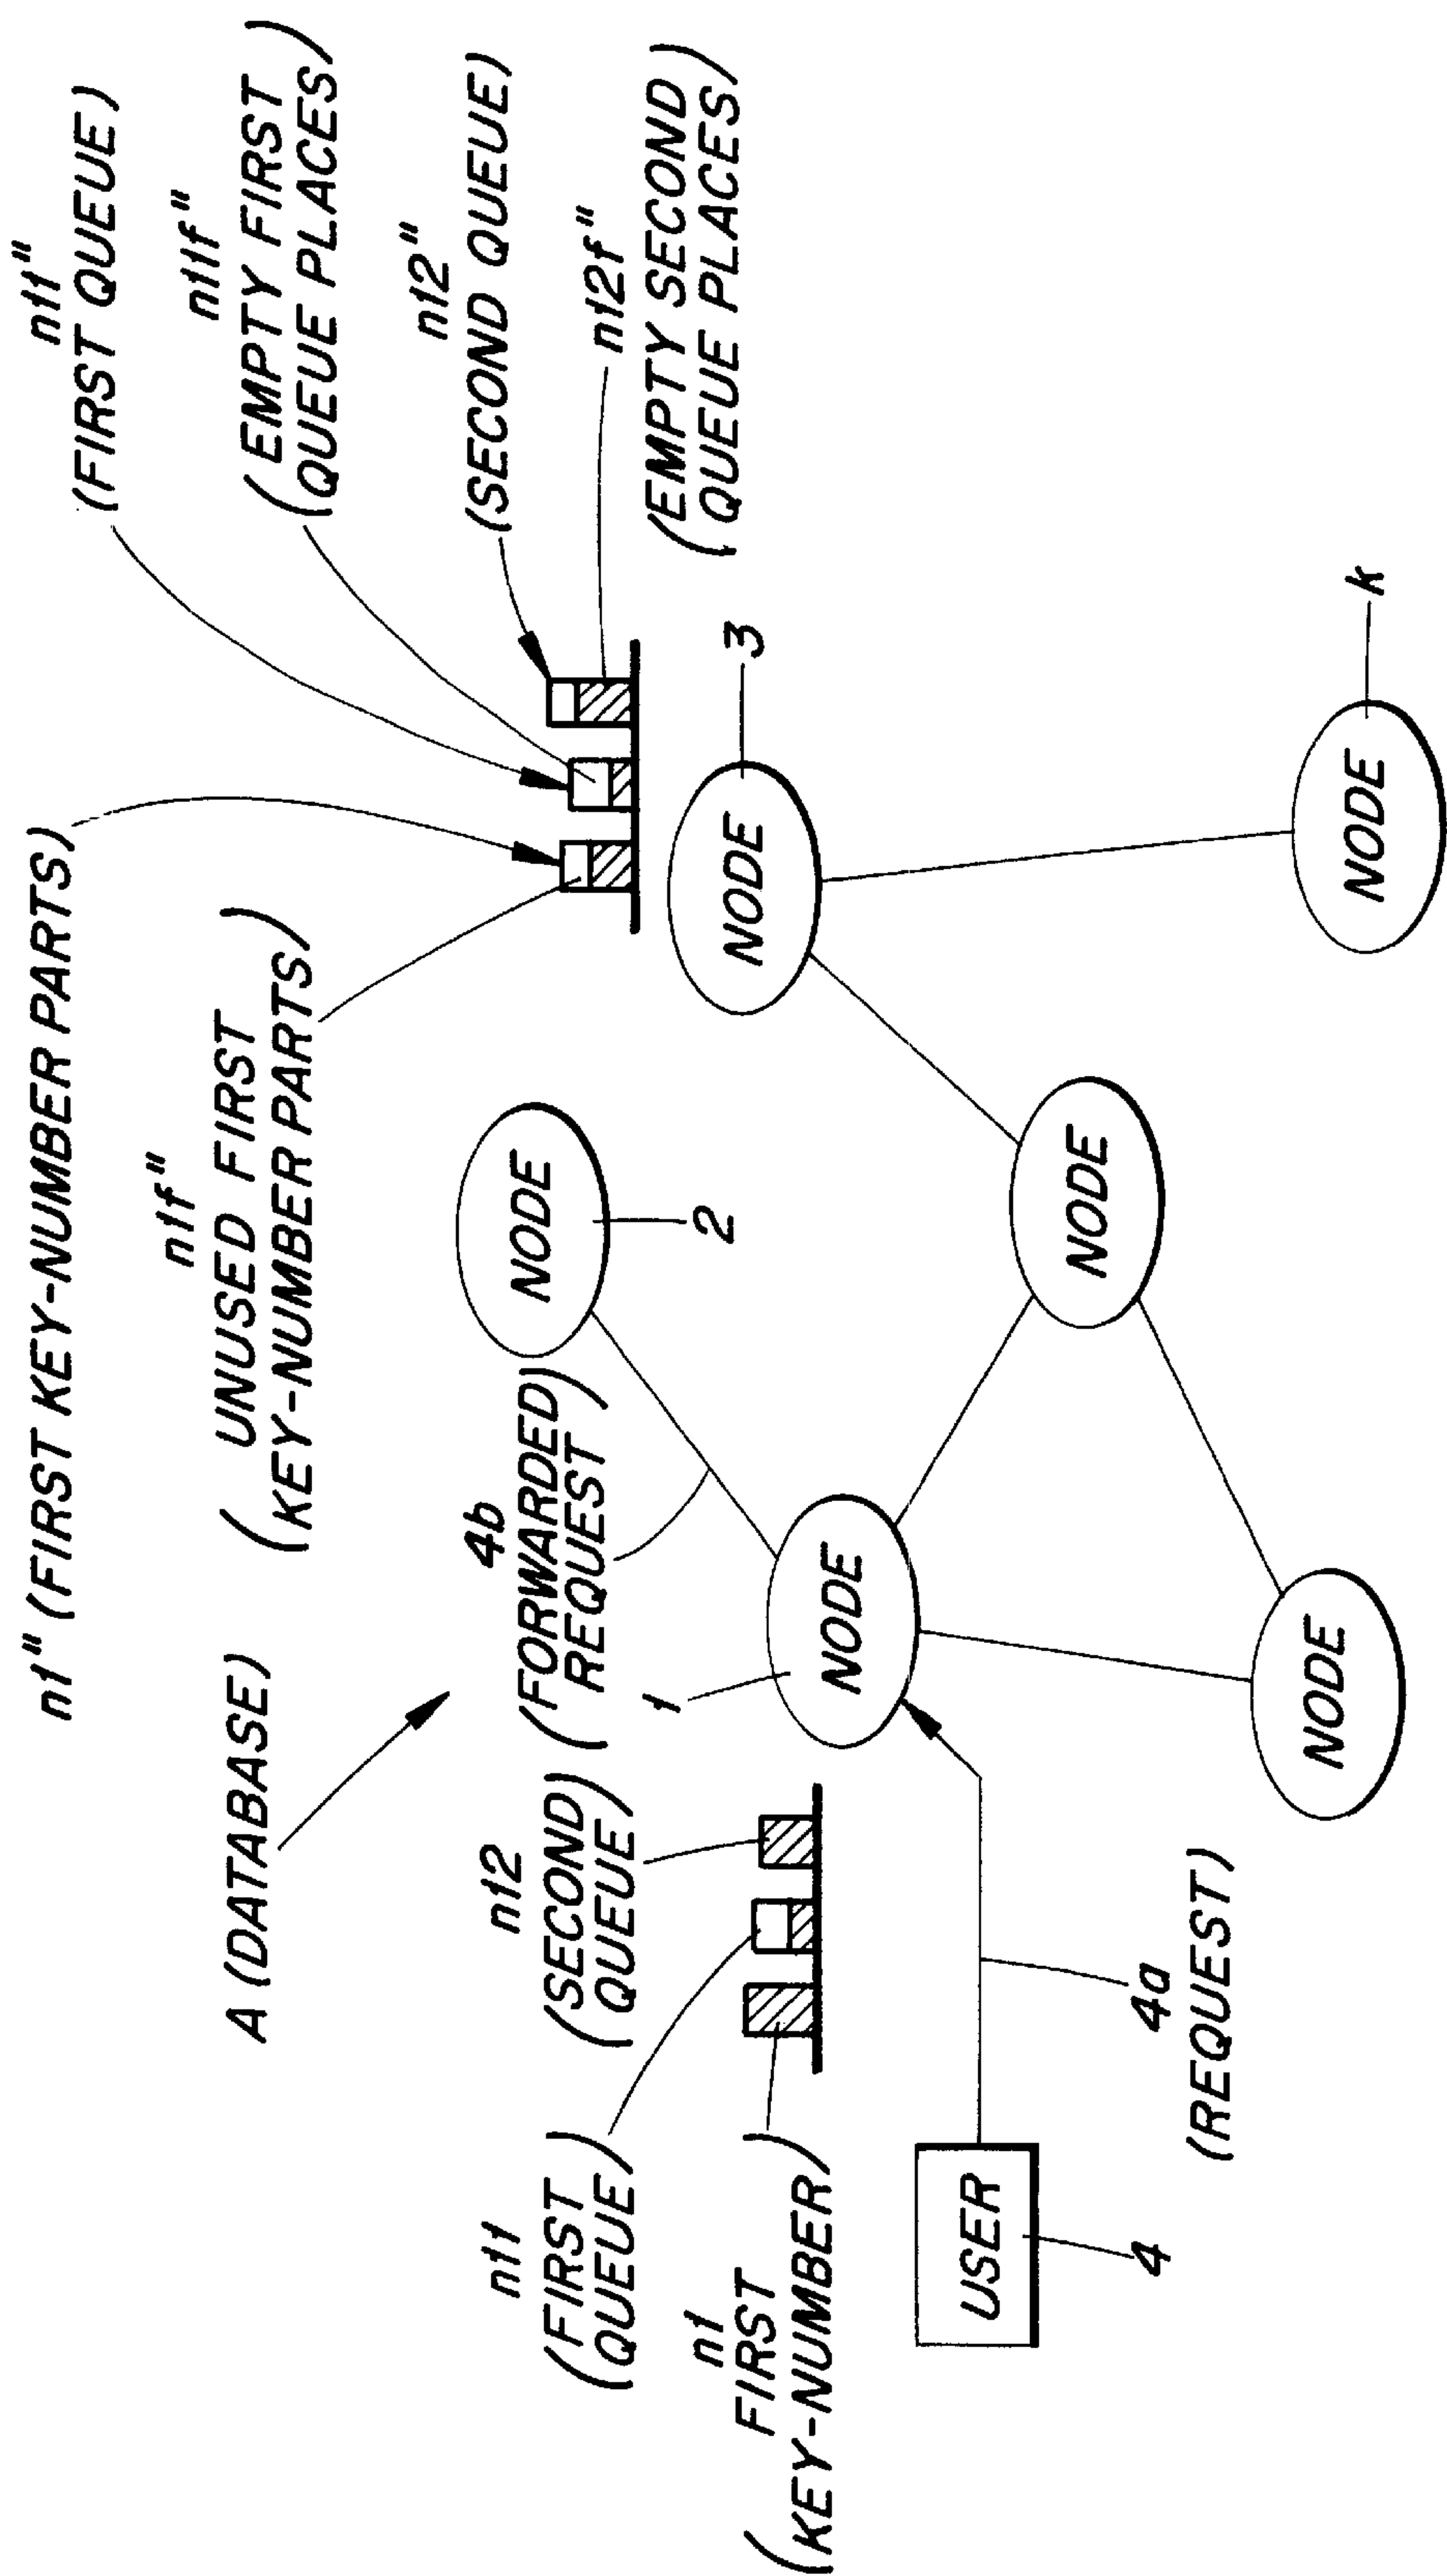 n1" (FIRST KEY-NUMBER PARTS)
n11"
(FIRST QUEUE)
n1f"
(UNUSED FIRST
KEY-NUMBER PARTS)
n11f"
(EMPTY FIRST
QUEUE PLACES)
A (DATABASE)
n12"
(SECOND QUEUE)
n12f"
(EMPTY SECOND
QUEUE PLACES)
n11
(FIRST
QUEUE)
n12
(SECOND
QUEUE)
4b
(FORWARDED
REQUEST)
NODE
2
n1
(FIRST
KEY-NUMBER)
1
NODE
NODE
3
USER
4
4a
(REQUEST)
NODE
NODE
NODE
k